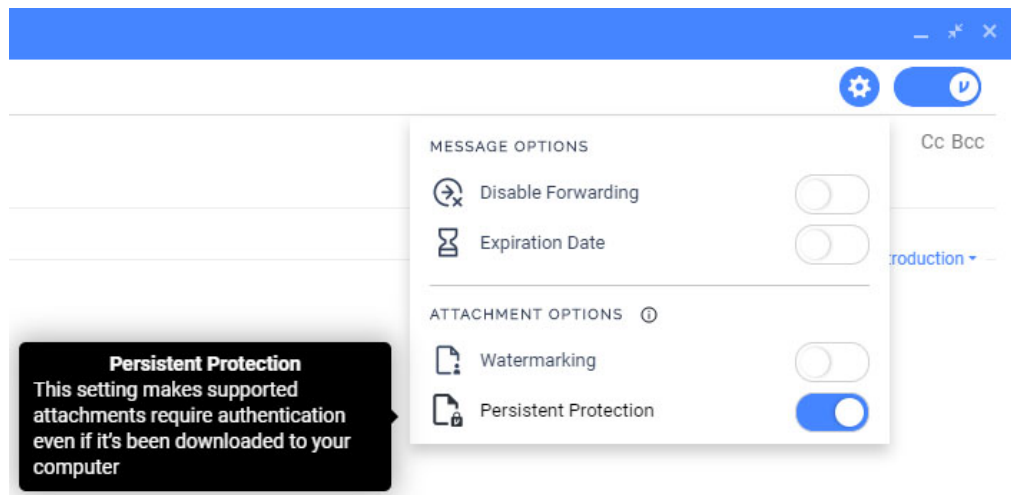 Cc Bcc
MESSAGE OPTIONS
Disable Forwarding
Expiration Date
ATTACHMENT OPTIONS
Watermarking
Persistent Protection
Persistent Protection
This setting makes supported
attachments require authentication
even if it's been downloaded to your
computer